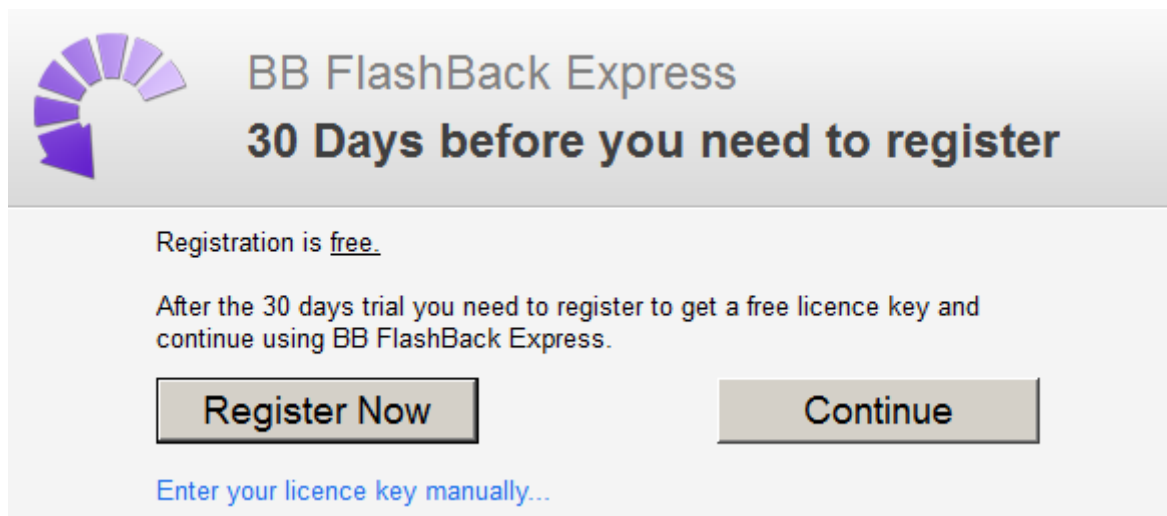 BB FlashBack Express
30 Days before you need to register
Registration is free.
After the 30 days trial you need to register to get a free licence key and
continue using BB FlashBack Express.
Register Now
Continue
Enter your licence key manually...